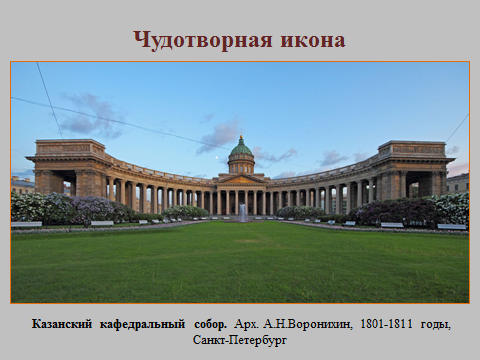 Чудотворная икона
Казанский кафедральный собор. Арх. А.Н.Воронихин, 1801-1811 годы,
Санкт-Петербург